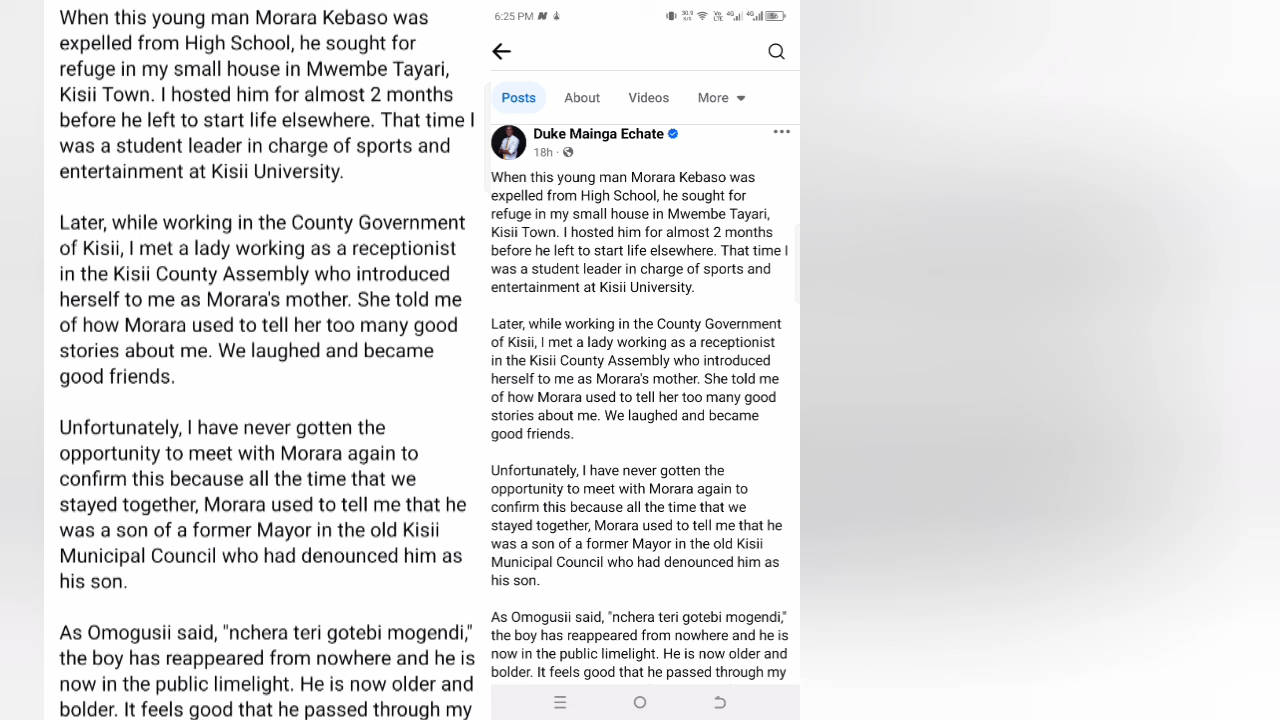 When this young man Morara Kebaso was
expelled from High School, he sought for
refuge in my small house in Mwembe Tayari,
Kisii Town. I hosted him for almost 2 months
before he left to start life elsewhere. That time I
was a student leader in charge of sports and
entertainment at Kisii University.
Later, while working in the County Government
of Kisii, I met a lady working as a receptionist
in the Kisii County Assembly who introduced
herself to me as Morara's mother. She told me
of how Morara used to tell her too many good
stories about me. We laughed and became
good friends.
Unfortunately, I have never gotten the
opportunity to meet with Morara again to
confirm this because all the time that we
stayed together, Morara used to tell me that he
was a son of a former Mayor in the old Kisii
Municipal Council who had denounced him as
his son.
As Omogusii said, "nchera teri gotebi mogendi,"
the boy has reappeared from nowhere and he is
now in the public limelight. He is now older and
bolder. It feels good that he passed through my
6:25 PM
Posts About Videos More
Duke Mainga Echate
18h
When this young man Morara Kebaso was
expelled from High School, he sought for
refuge in my small house in Mwembe Tayari,
Kisii Town. I hosted him for almost 2 months
before he left to start life elsewhere. That time I
was a student leader in charge of sports and
entertainment at Kisii University.
Later, while working in the County Government
of Kisii, I met a lady working as a receptionist
in the Kisii County Assembly who introduced
herself to me as Morara's mother. She told me
of how Morara used to tell her too many good
stories about me. We laughed and became
good friends.
Unfortunately, I have never gotten the
opportunity to meet with Morara again to
confirm this because all the time that we
stayed together, Morara used to tell me that he
was a son of a former Mayor in the old Kisii
Municipal Council who had denounced him as
his son.
As Omogusii said, "nchera teri gotebi mogendi,"
the boy has reappeared from nowhere and he is
now in the public limelight. He is now older and
bolder. It feels good that he passed through my